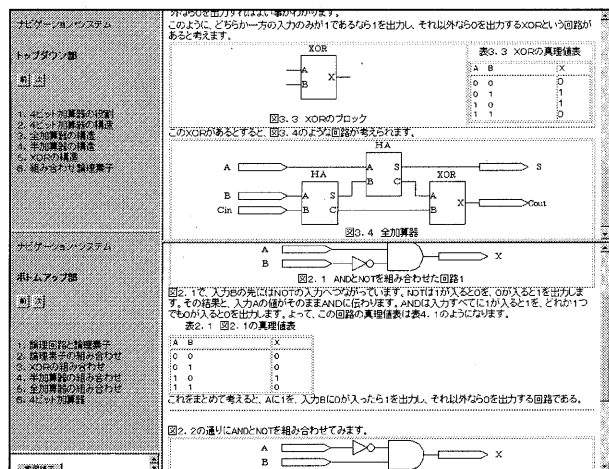 ナビゲーションシステム
トップダウン部
前 次
1. 4ビット加算器の役割
2. 4ビット加算器の構造
3. 全加算器の構造
4. 半加算器の構造
5. XORの構造
6. 組み合わせ論理素子
外なら0を出力すればよい事がわかります。
このように、どちらか一方の入力のみが1であるなら1を出力し、それ以外なら0を出力するXORという回路が
あると考えます。
XOR
A
B
X
図3.3 XORのブロック
表3.3 XORの真理値表
A B X
0 0 0
0 1 1
1 0 1
1 1 0
このXORがあるとすると、図3.4のような回路が考えられます。
HA
A
A S
S
HA
B C
XOR
B
A S
A
X
Cout
Cin
B C
B
図3.4 全加算器
ナビゲーションシステム
ボトムアップ部
前 次
1. 論理回路と論理素子
2. 論理素子の組み合わせ
3. XORの組み合わせ
4. 半加算器の組み合わせ
5. 全加算器の組み合わせ
6. 4ビット加算器
A
B
X
図2.1 ANDとNOTを組み合わせた回路1
図2.1で、入力Bの先にはNOTの入力へつながっています。NOTは1が入ると0を、0が入ると1を出力しま
す。その結果と、入力Aの値がそのままANDに伝わります。ANDは入力すべてに1が入ると1を、どれか1つ
でも0が入ると0を出力します。よって、この回路の真理値表は表4.1のようになります。
表2.1 図2.1の真理値表
A B X
0 0 0
0 1 0
1 0 1
1 1 0
これをまとめて考えると、Aに1を、入力Bに0が入ったら1を出力し、それ以外なら0を出力する回路である。
図2.2の通りにANDとNOTを組み合わせてみます。
A
B
X